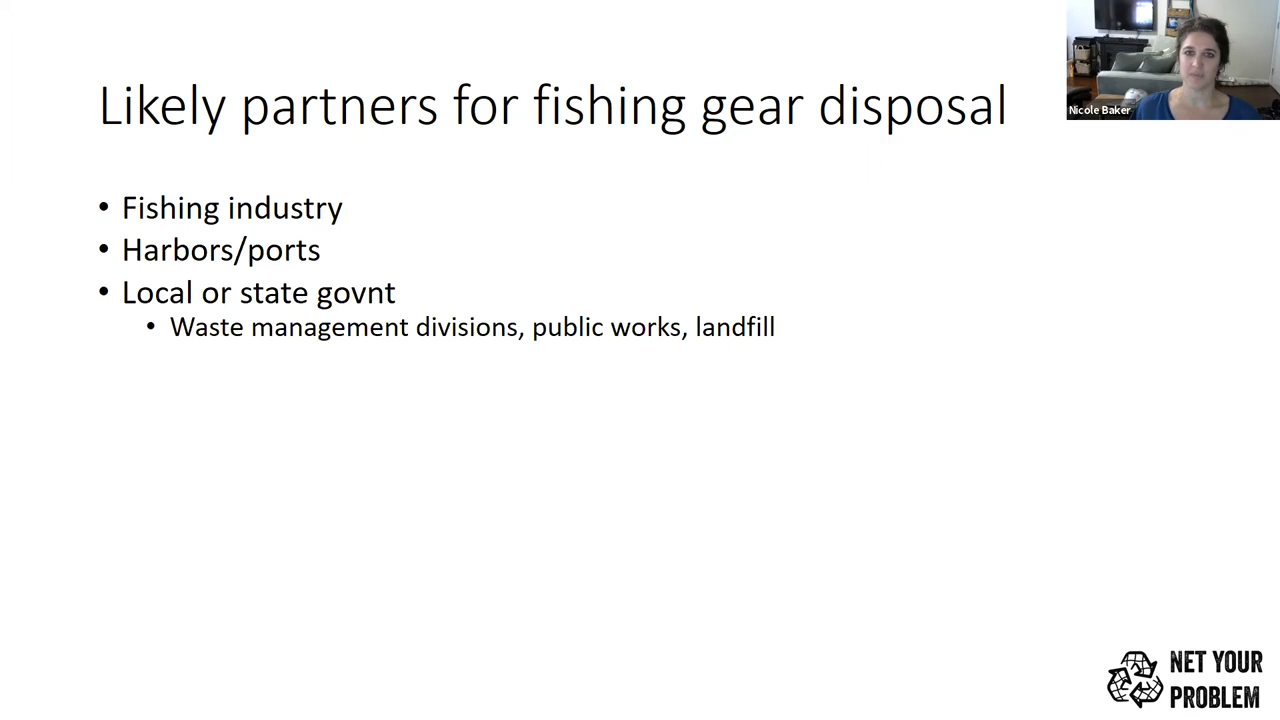 Likely partners for fishing gear disposal
Nicole Baker
• Fishing industry
• Harbors/ports
• Local or state govnt
• Waste management divisions, public works, landfill
NET YOUR
PROBLEM